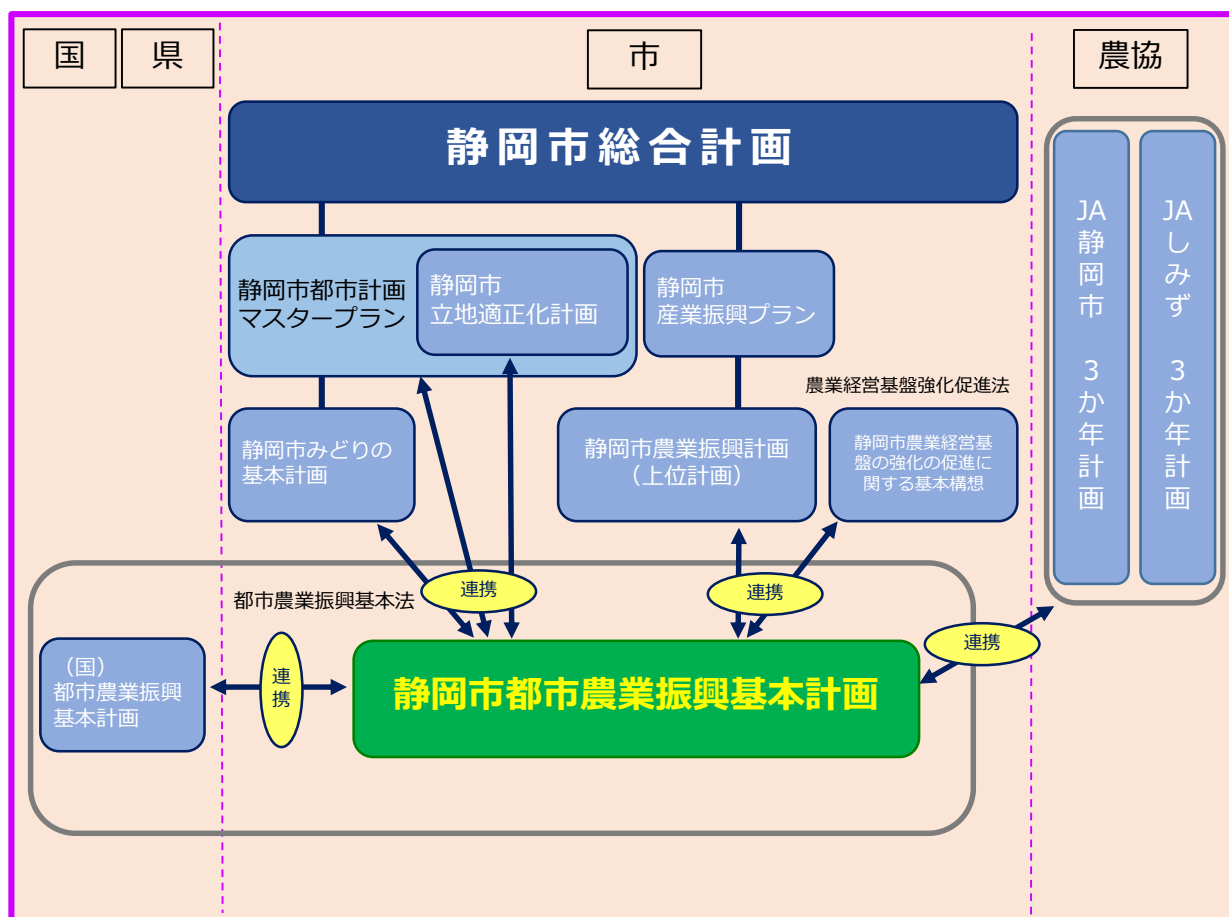 国
県
市
農協
静岡市総合計画
静岡市都市計画
マスタープラン
静岡市
立地適正化計画
静岡市
産業振興プラン
農業経営基盤強化促進法
静岡市みどりの
基本計画
静岡市農業振興計画
（上位計画）
静岡市農業経営基
盤の強化の促進に
関する基本構想
JA静岡市 3か年計画
JAしみず 3か年計画
連携
連携
都市農業振興基本法
連携
（国）
都市農業振興
基本計画
連携
静岡市都市農業振興基本計画